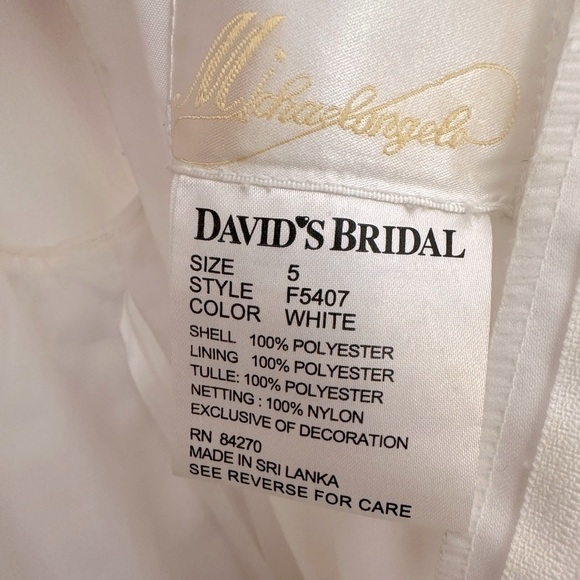 Michaelangelo
DAVID'S BRIDAL
SIZE 5
STYLE F5407
COLOR WHITE
SHELL 100% POLYESTER
LINING 100% POLYESTER
TULLE: 100% POLYESTER
NETTING : 100% NYLON
EXCLUSIVE OF DECORATION
RN 84270
MADE IN SRI LANKA
SEE REVERSE FOR CARE